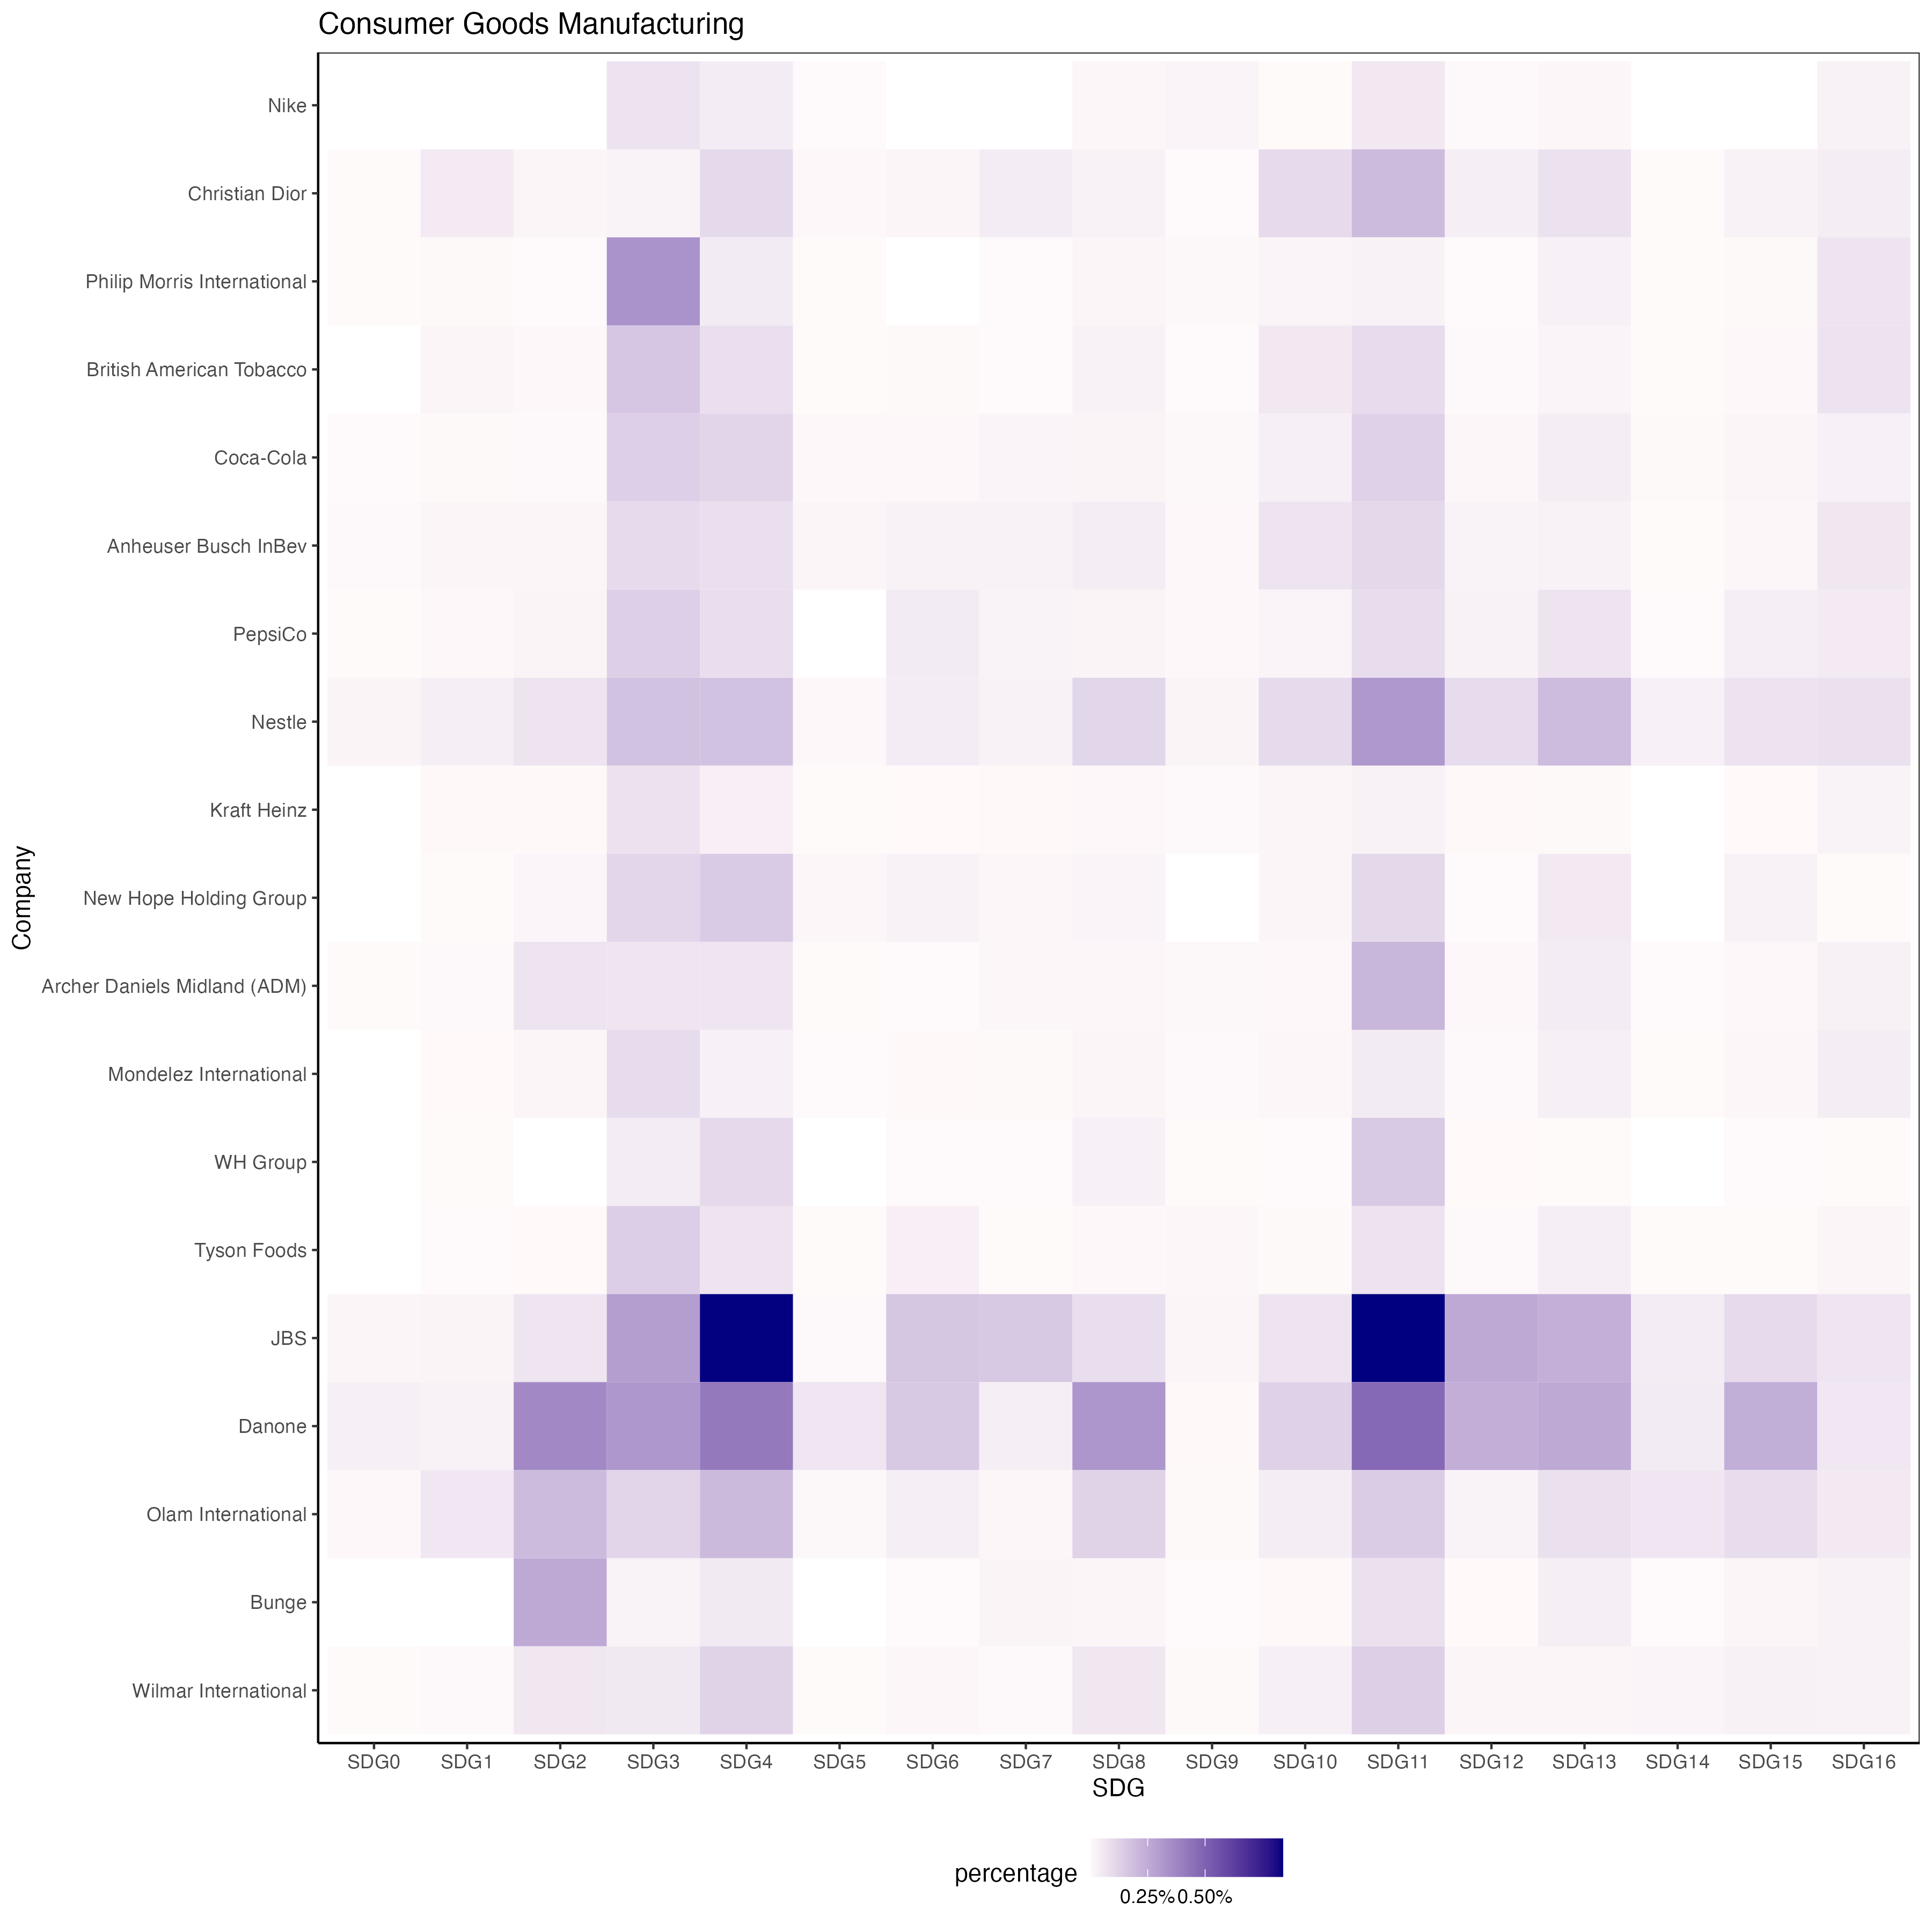 Consumer Goods Manufacturing
Company
Nike
Christian Dior
Philip Morris International
British American Tobacco
Coca-Cola
Anheuser Busch InBev
PepsiCo
Nestle
Kraft Heinz
New Hope Holding Group
Archer Daniels Midland (ADM)
Mondelez International
WH Group
Tyson Foods
JBS
Danone
Olam International
Bunge
Wilmar International
SDG0 SDG1 SDG2 SDG3 SDG4 SDG5 SDG6 SDG7 SDG8 SDG9 SDG10 SDG11 SDG12 SDG13 SDG14 SDG15 SDG16
SDG
percentage
0.25% 0.50%